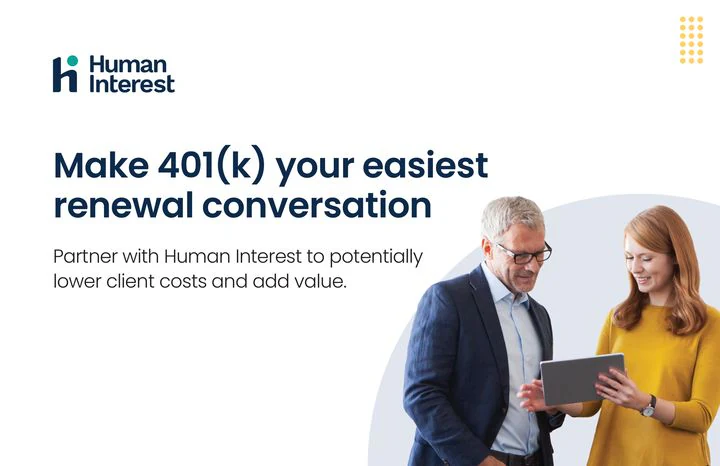 Human
Interest
Make 401(k) your easiest
renewal conversation
Partner with Human Interest to potentially
lower client costs and add value.